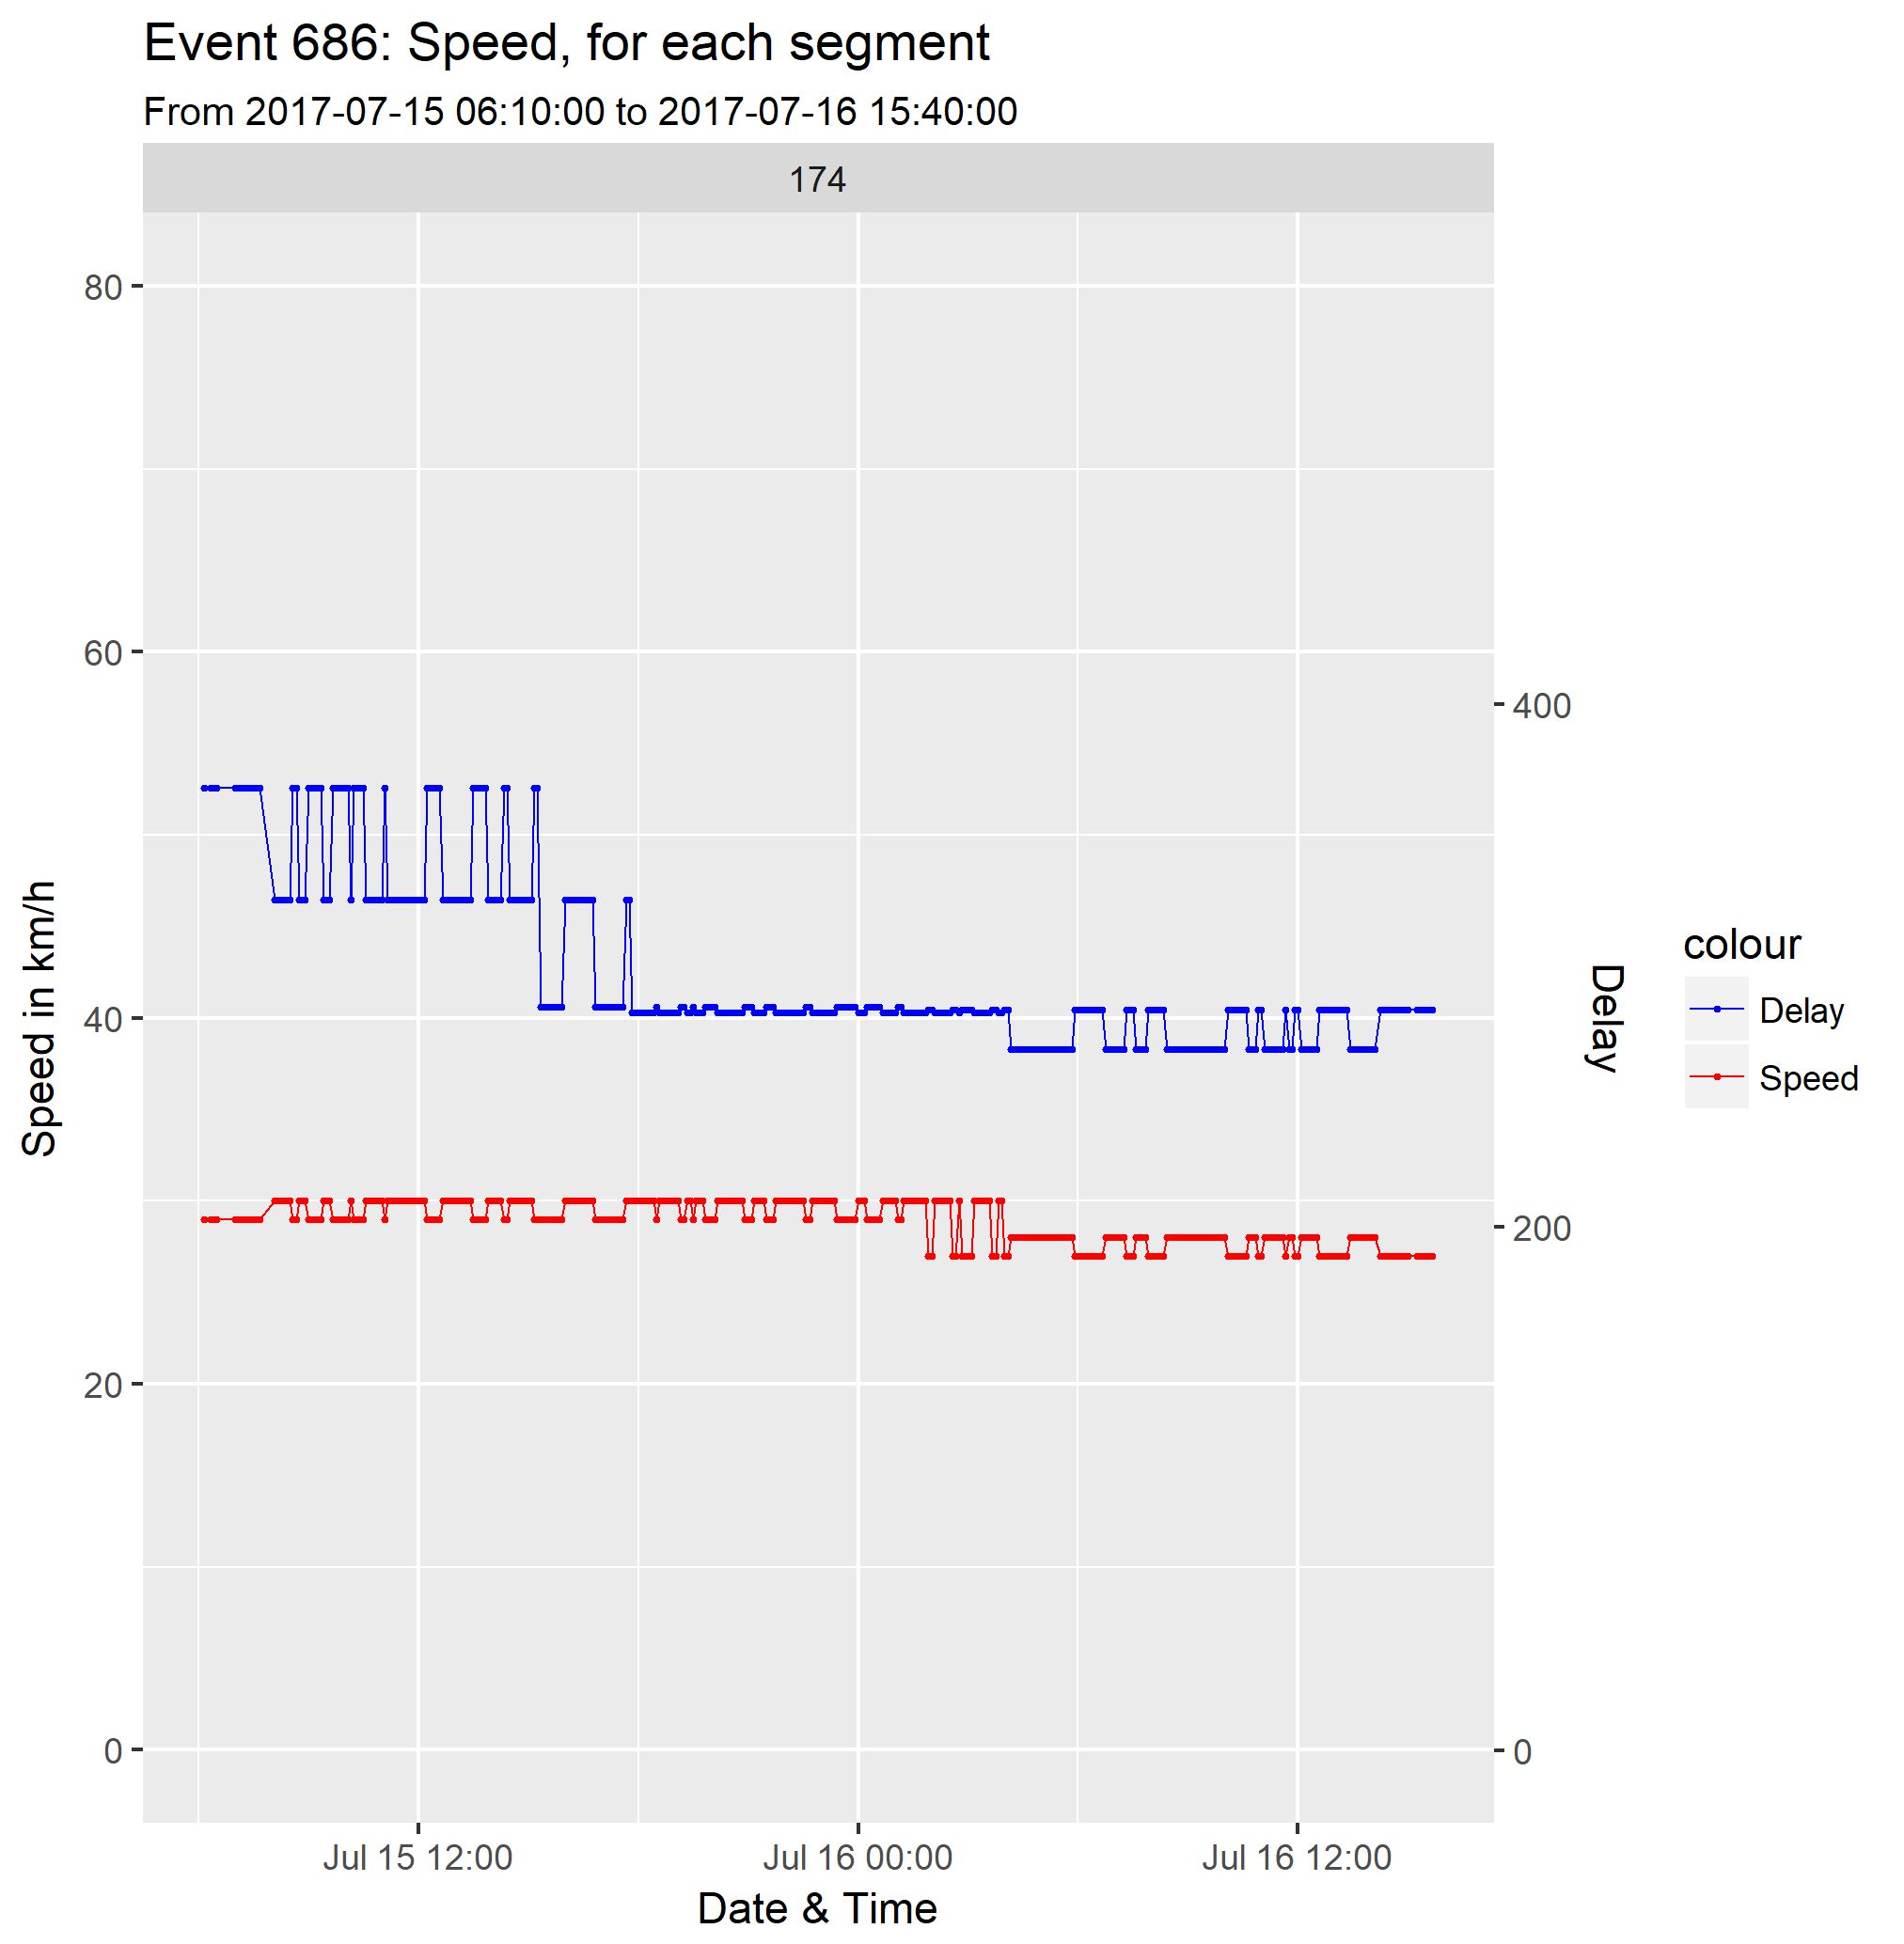 Event 686: Speed, for each segment
From 2017-07-15 06:10:00 to 2017-07-16 15:40:00
174
80
60
40
20
0
Speed in km/h
400
200
0
Delay
colour
Delay
Speed
Jul 15 12:00
Jul 16 00:00
Jul 16 12:00
Date & Time